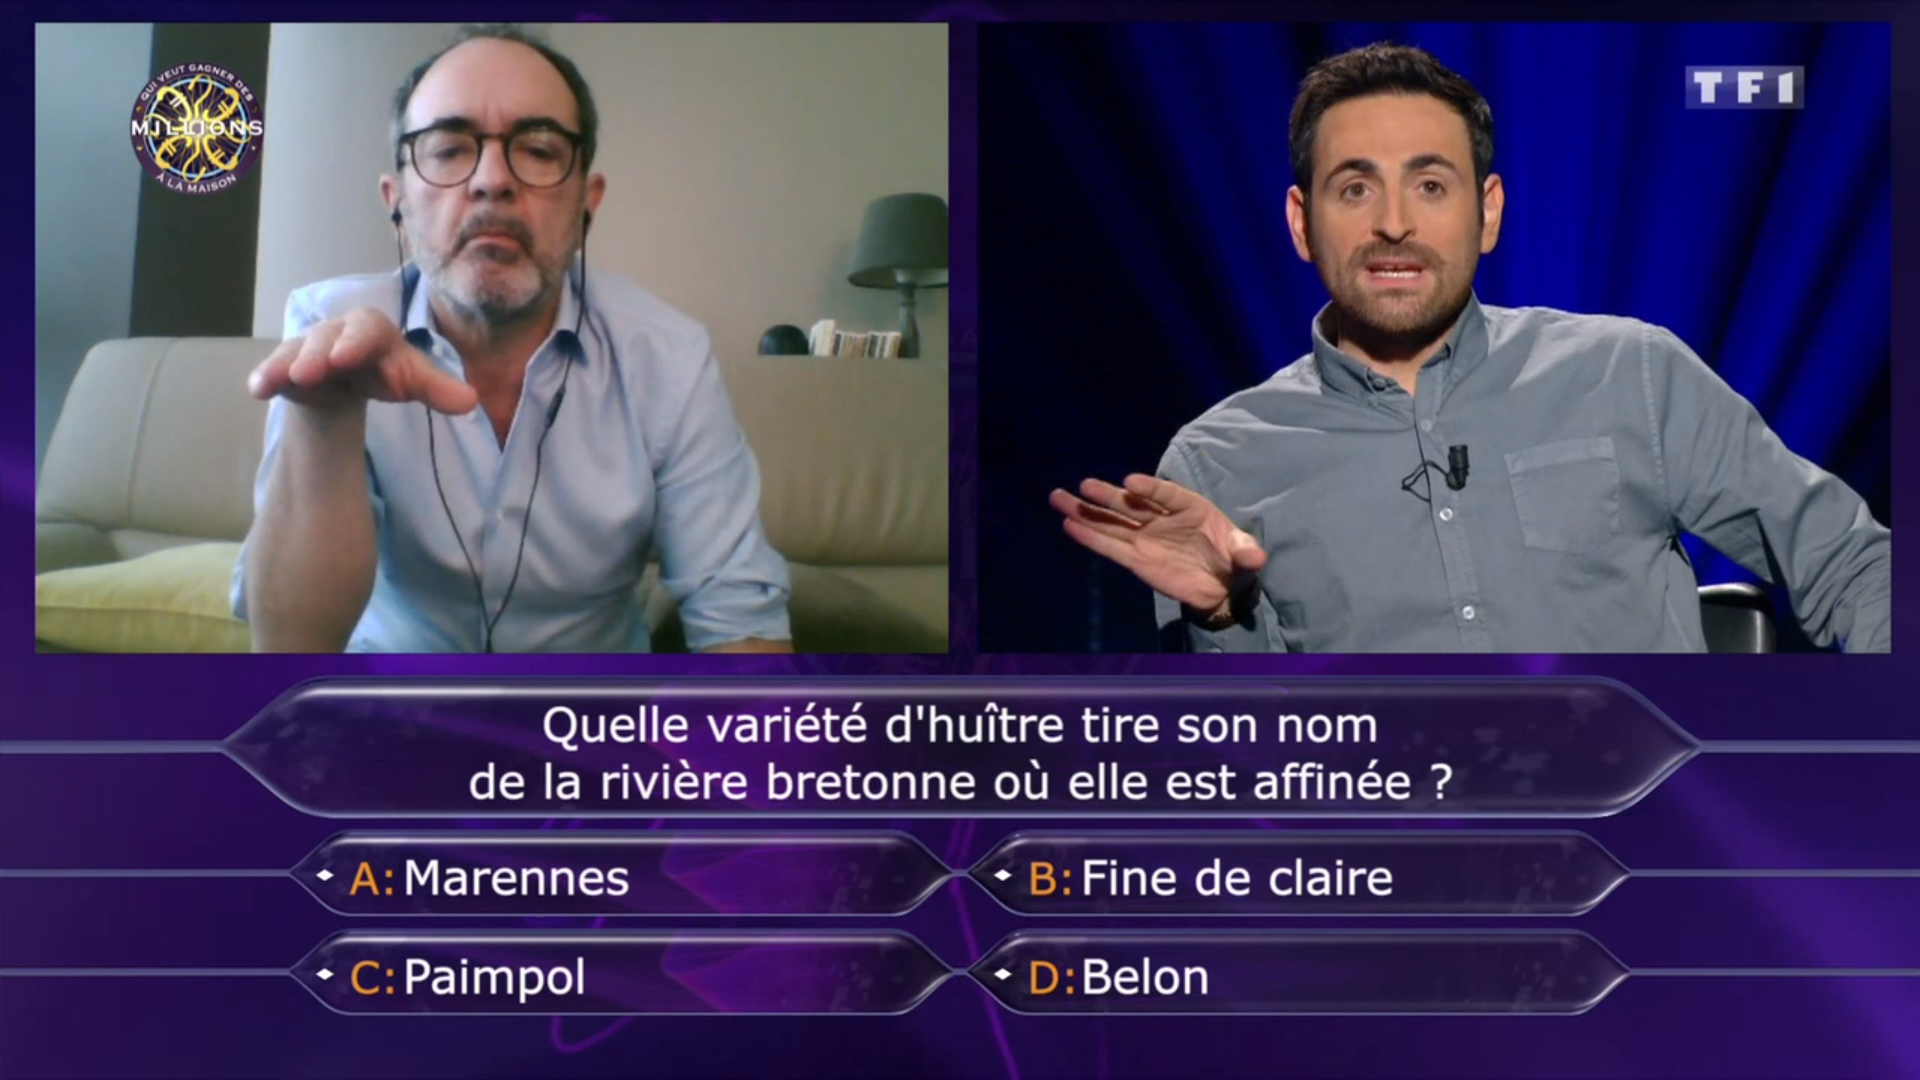 QUI VEUT GAGNER DES
MILLIONS
À LA MAISON
TF1
Quelle variété d'huître tire son nom
de la rivière bretonne où elle est affinée ?
A: Marennes
B: Fine de claire
C: Paimpol
D: Belon